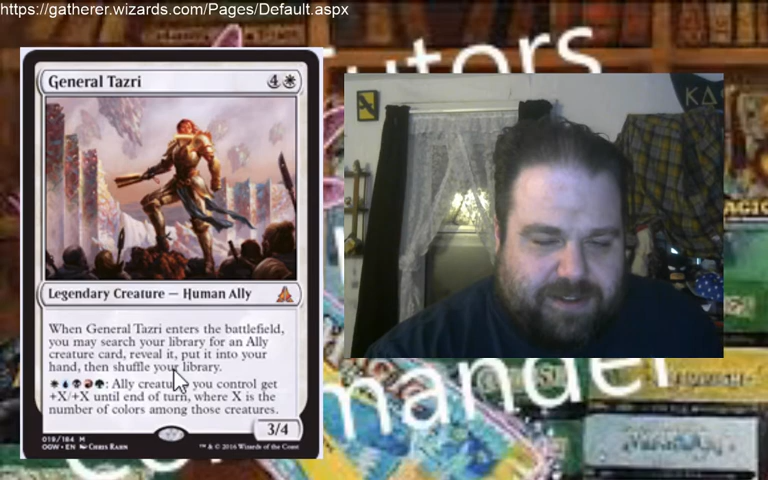 https://gatherer.wizards.com/Pages/Default.aspx
Tutors
General Tazri 4
ΚΔ
Legendary Creature — Human Ally
When General Tazri enters the battlefield,
you may search your library for an Ally
creature card, reveal it, put it into your
hand, then shuffle your library.
: Ally creatures you control get
+X/+X until end of turn, where X is the
number of colors among those creatures.
3/4
019/184 M
OGW • EN Chris Rahn
™ & © 2016 Wizards of the Coast